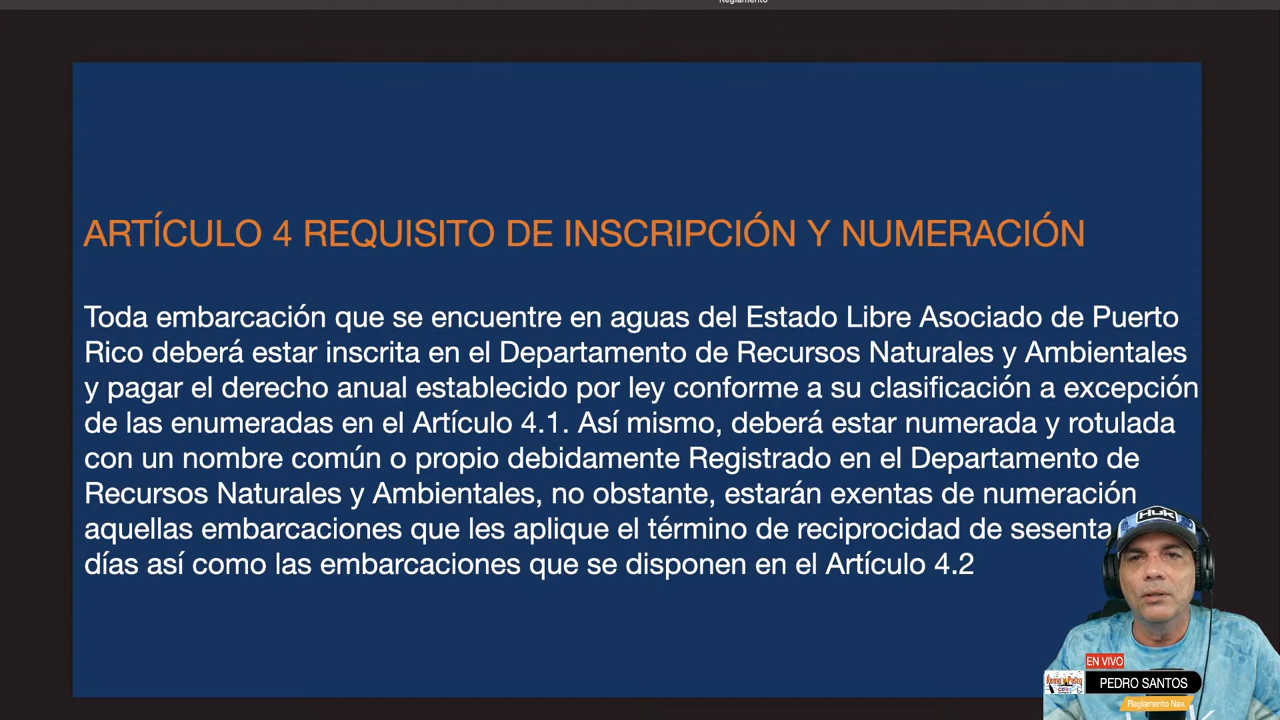 Reglamento
ARTÍCULO 4 REQUISITO DE INSCRIPCIÓN Y NUMERACIÓN
Toda embarcación que se encuentre en aguas del Estado Libre Asociado de Puerto
Rico deberá estar inscrita en el Departamento de Recursos Naturales y Ambientales
y pagar el derecho anual establecido por ley conforme a su clasificación a excepción
de las enumeradas en el Artículo 4.1. Así mismo, deberá estar numerada y rotulada
con un nombre común o propio debidamente Registrado en el Departamento de
Recursos Naturales y Ambientales, no obstante, estarán exentas de numeración
aquellas embarcaciones que les aplique el término de reciprocidad de sesenta
días así como las embarcaciones que se disponen en el Artículo 4.2
HUK
EN VIVO
PEDRO SANTOS
Reglamento Nav.